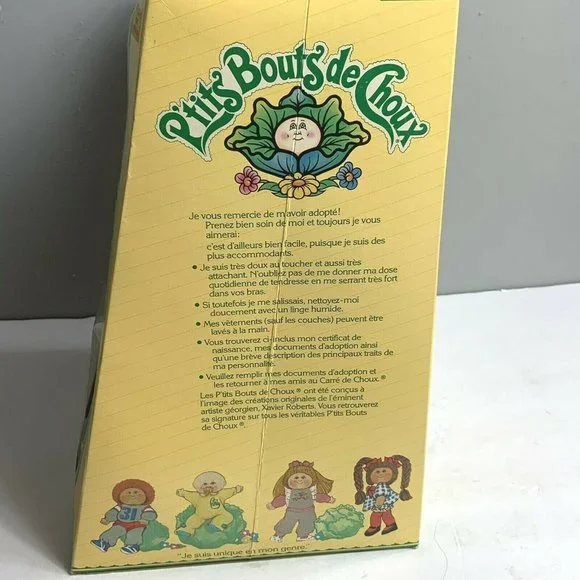 P'tits Bouts de Choux
Je vous remercie de m'avoir adopté!
Prenez bien soin de moi et toujours je vous
aimerai:
c'est d'ailleurs bien facile, puisque je suis des
plus accommodants.
• Je suis très doux au toucher et aussi très
attachant. N'oubliez pas de me donner ma dose
quotidienne de tendresse en me serrant très fort
dans vos bras.
• Si toutefois je me salissais, nettoyez-moi
doucement avec un linge humide.
• Mes vêtements (sauf les couches) peuvent être
lavés à la main.
• Vous trouverez ci-inclus mon certificat de
naissance, mes documents d'adoption ainsi
qu'une brève description des principaux traits de
ma personnalité.
• Veuillez remplir mes documents d'adoption et
les retourner à mes amis au Carré de Choux.®
Les P'tits Bouts de Choux® ont été conçus à
l'image des créations originales de l'éminent
artiste géorgien, Xavier Roberts. Vous retrouverez
sa signature sur tous les véritables P'tits Bouts
de Choux®.
31
"Je suis unique en mon genre."